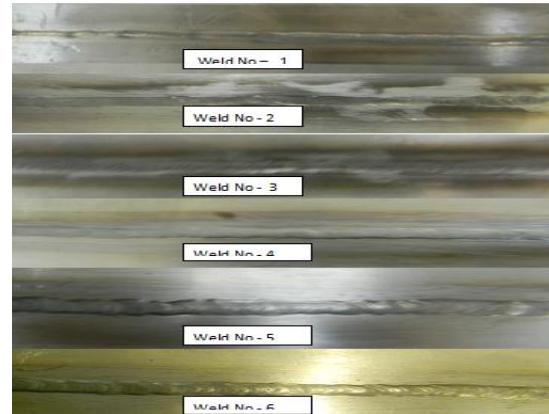 Weld No – 1
Weld No - 2
Weld No - 3
Weld No - 4
Weld No - 5
Weld No - 6